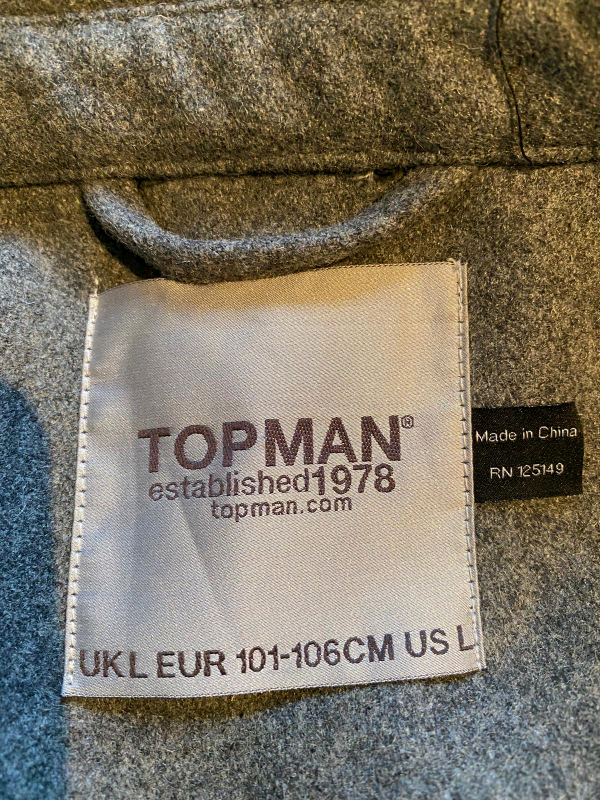 TOPMAN®
established1978
topman.com
UK L EUR 101-106CM US L
Made in China
RN 125149